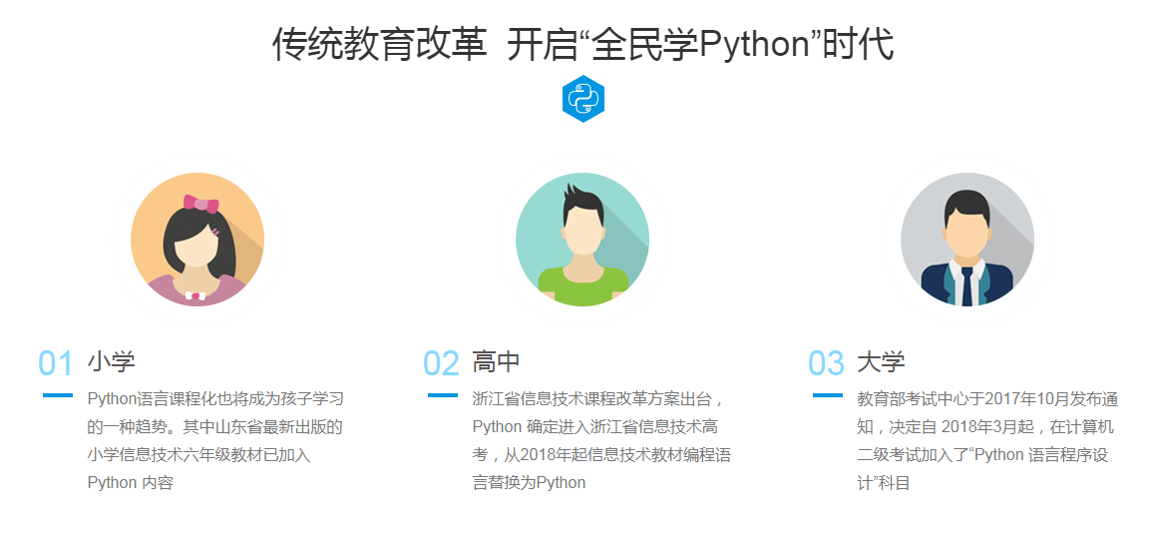 传统教育改革 开启“全民学Python”时代
01 小学
Python语言课程化也将成为孩子学习
的一种趋势。其中山东省最新出版的
小学信息技术六年级教材已加入
Python 内容
02 高中
浙江省信息技术课程改革方案出台，
Python 确定进入浙江省信息技术高
考，从2018年起信息技术教材编程语
言替换为Python
03 大学
教育部考试中心于2017年10月发布通
知，决定自 2018年3月起，在计算机
二级考试加入了“Python 语言程序设
计”科目